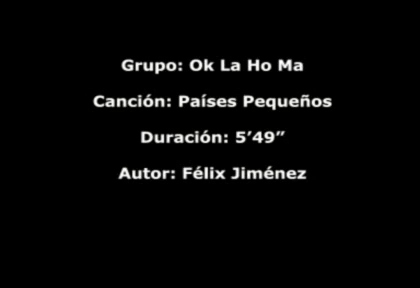 Grupo: Ok La Ho Ma
Canción: Países Pequeños
Duración: 5’49”
Autor: Félix Jiménez